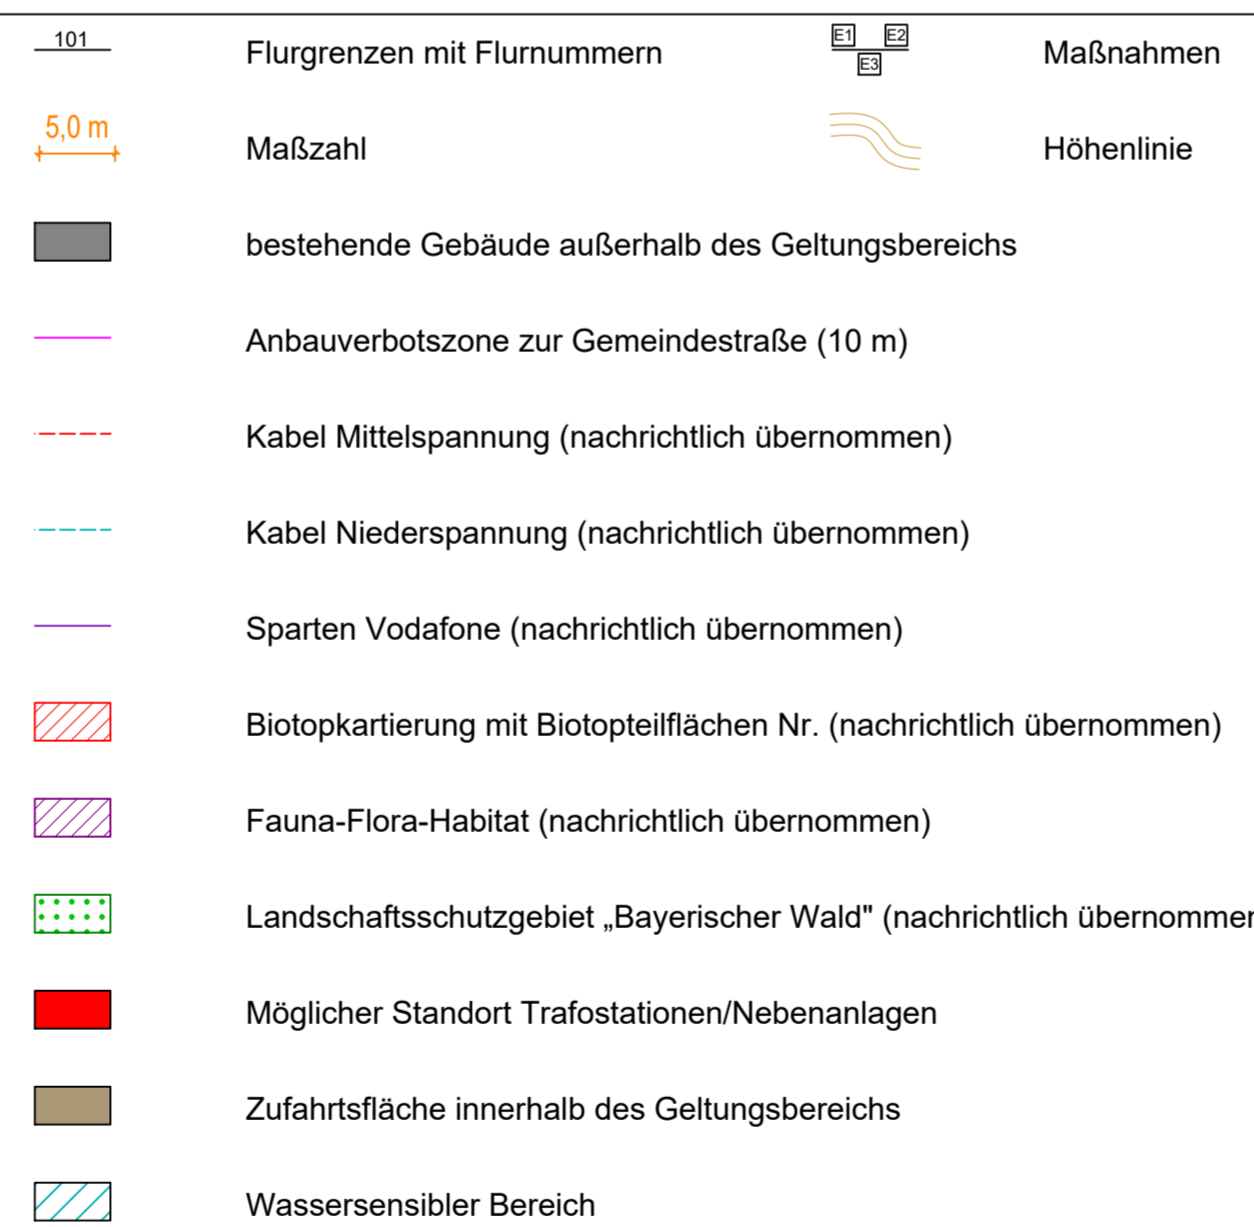 101 Flurgrenzen mit Flurnummern E1 E2 E3 Maßnahmen
5,0 m Maßzahl Höhenlinie
bestehende Gebäude außerhalb des Geltungsbereichs
Anbauverbotszone zur Gemeindestraße (10 m)
Kabel Mittelspannung (nachrichtlich übernommen)
Kabel Niederspannung (nachrichtlich übernommen)
Sparten Vodafone (nachrichtlich übernommen)
Biotopkartierung mit Biotopteilflächen Nr. (nachrichtlich übernommen)
Fauna-Flora-Habitat (nachrichtlich übernommen)
Landschaftsschutzgebiet „Bayerischer Wald" (nachrichtlich übernommen
Möglicher Standort Trafostationen/Nebenanlagen
Zufahrtsfläche innerhalb des Geltungsbereichs
Wassersensibler Bereich